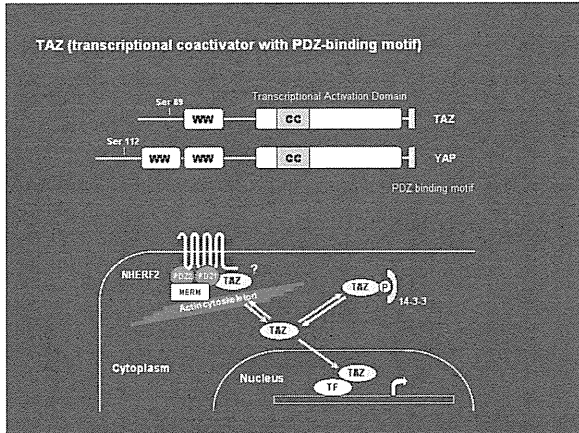 TAZ (transcriptional coactivator with PDZ-binding motif)
Transcriptional Activation Domain
Ser 89
WW
CC
TAZ
Ser 112
WW
WW
CC
YAP
PDZ binding motif
NHERF2
PDZ2
PDZ1
TAZ
?
MERM
Actin cytoskeleton
TAZ
P
14-3-3
TAZ
Cytoplasm
Nucleus
TAZ
TF